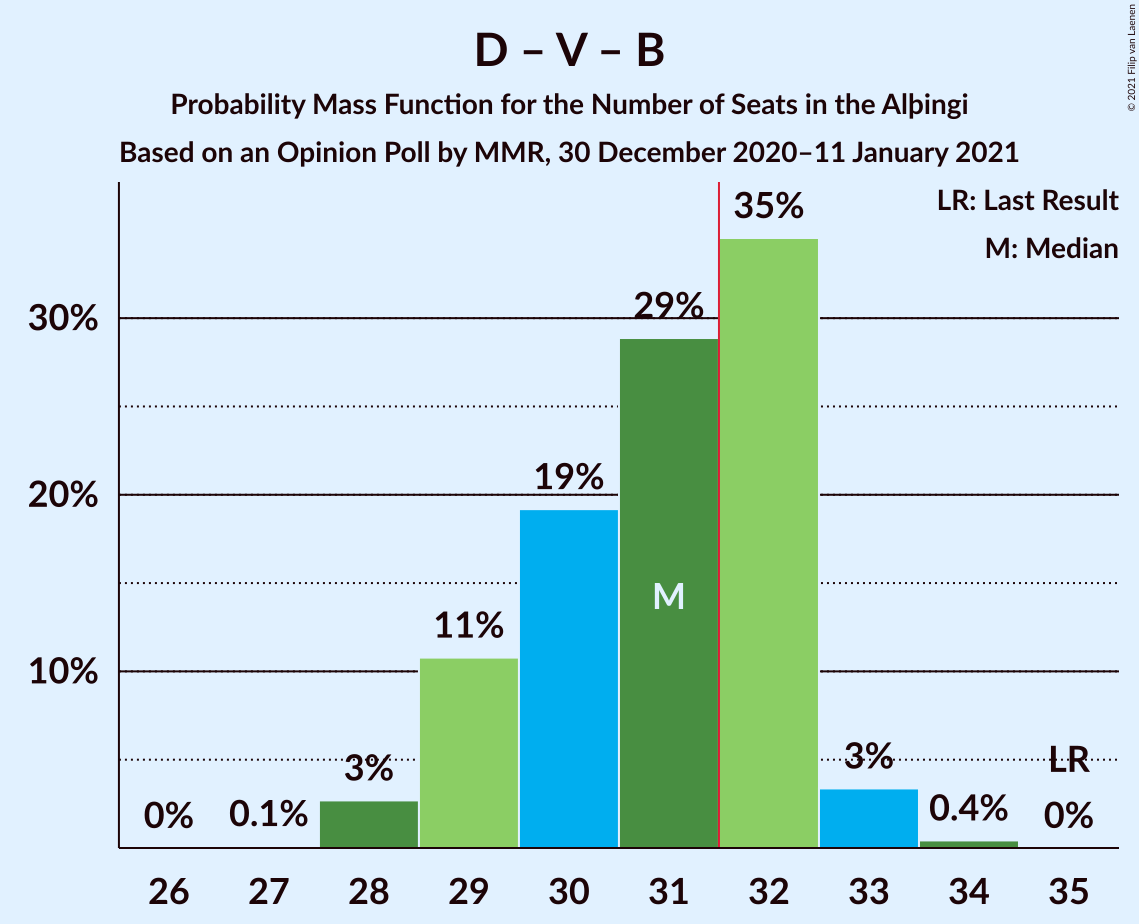 D – V – B
Probability Mass Function for the Number of Seats in the Alþingi
Based on an Opinion Poll by MMR, 30 December 2020–11 January 2021
© 2021 Filip van Laenen
LR: Last Result
M: Median
35%
29%
30%
19%
20%
M
11%
10%
3%
3%
LR
0%
0.1%
0.4%
0%
26 27 28 29 30 31 32 33 34 35